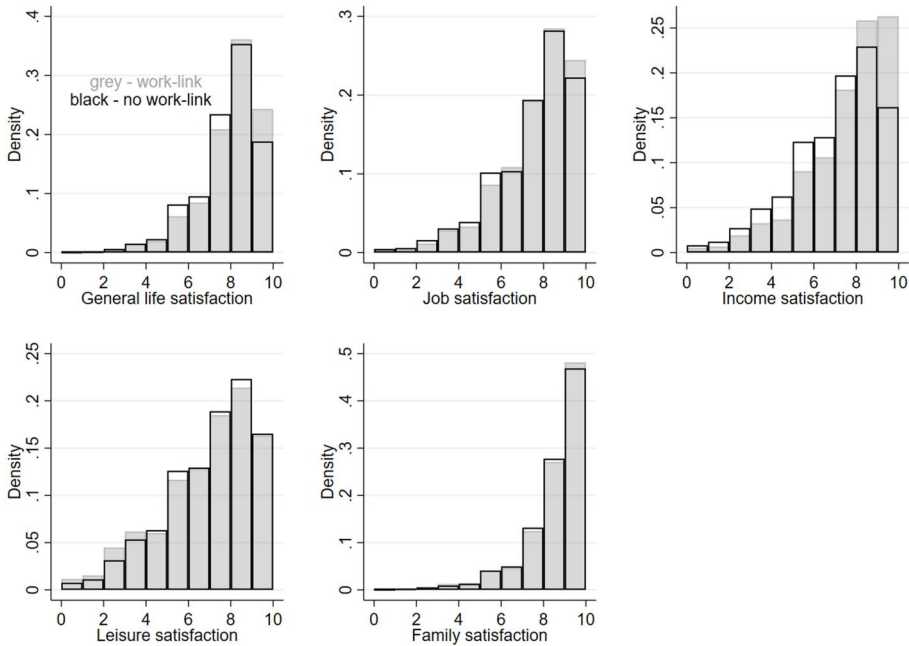 Density
.4
.3
.2
.1
0
grey - work-link
black - no work-link
0 2 4 6 8 10
General life satisfaction
Density
.3
.2
.1
0
0 2 4 6 8 10
Job satisfaction
Density
.25
.2
.15
.1
.05
0
0 2 4 6 8 10
Income satisfaction
Density
.25
.2
.15
.1
.05
0
0 2 4 6 8 10
Leisure satisfaction
Density
.5
.4
.3
.2
.1
0
0 2 4 6 8 10
Family satisfaction